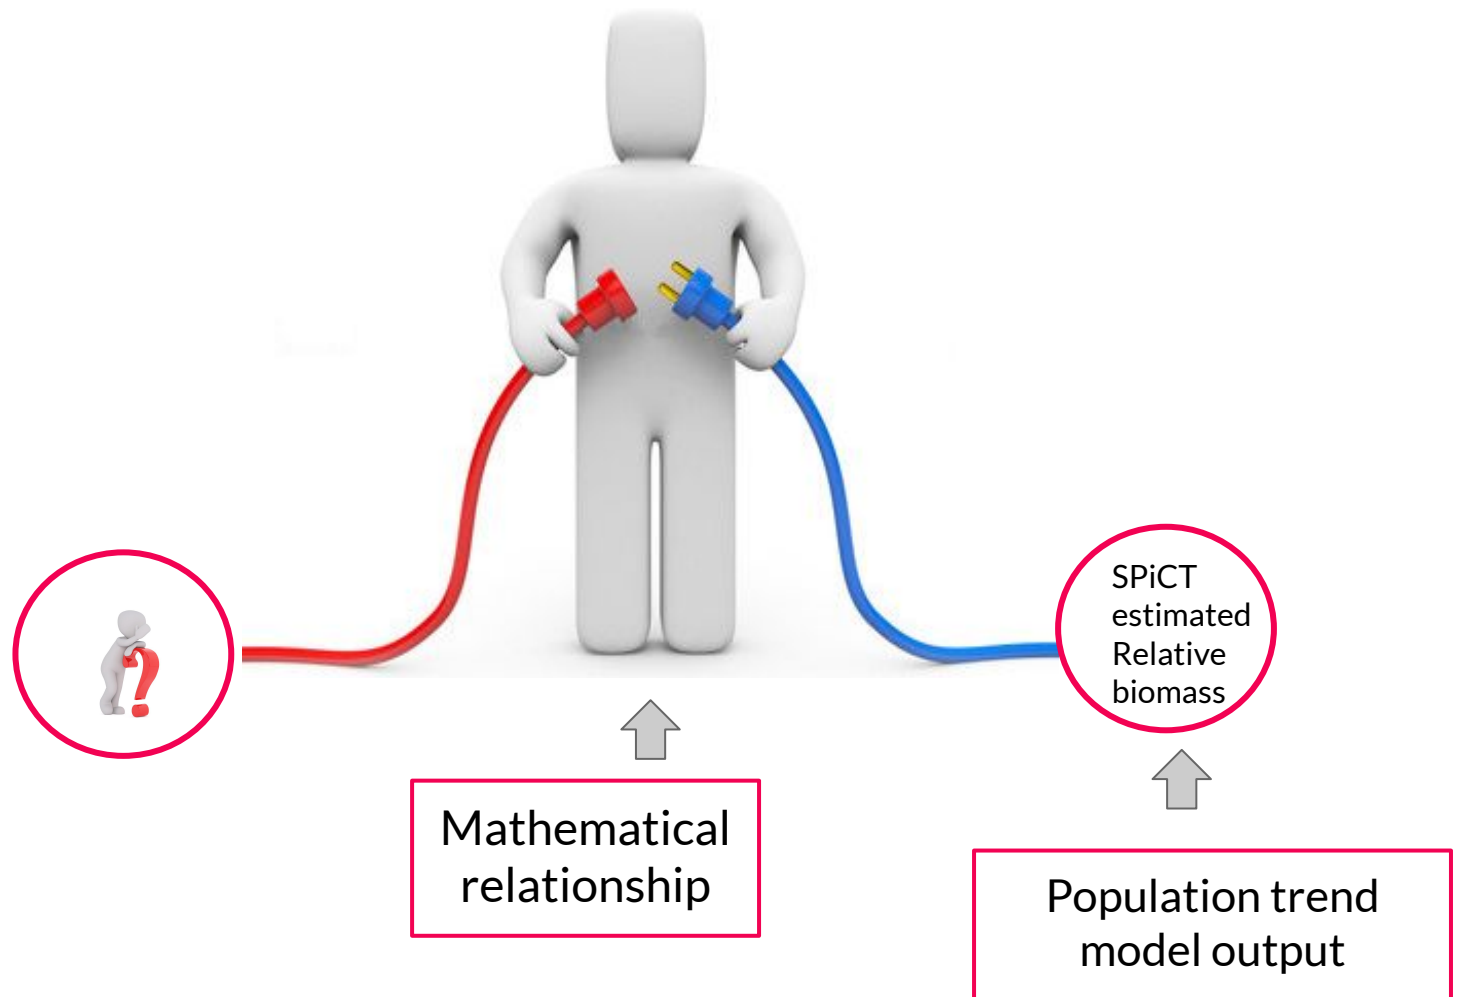 SPiCT
estimated
Relative
biomass
Mathematical
relationship
Population trend
model output